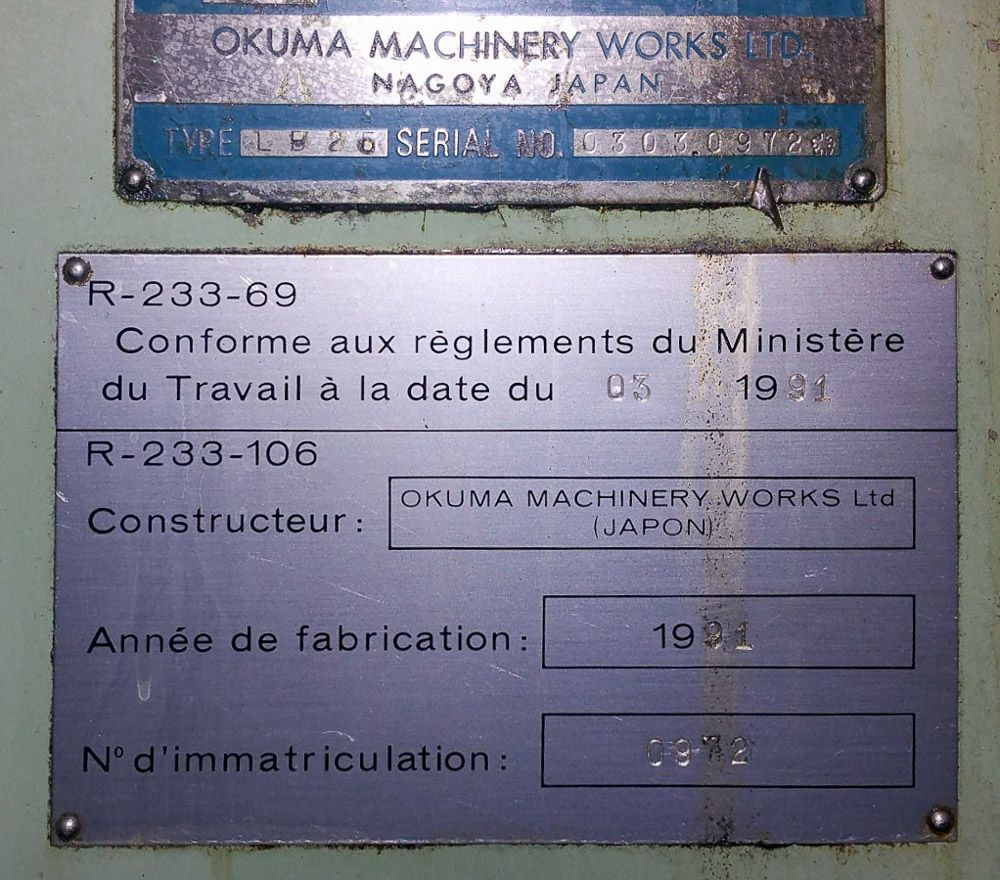 OKUMA MACHINERY WORKS LTD.
NAGOYA JAPAN
TYPE LB25 SERIAL NO. 03030972
R-233-69
Conforme aux règlements du Ministère
du Travail à la date du 03 1991
R-233-106
Constructeur: OKUMA MACHINERY WORKS Ltd
(JAPON)
Année de fabrication: 1991
Nº d'immatriculation: 0972